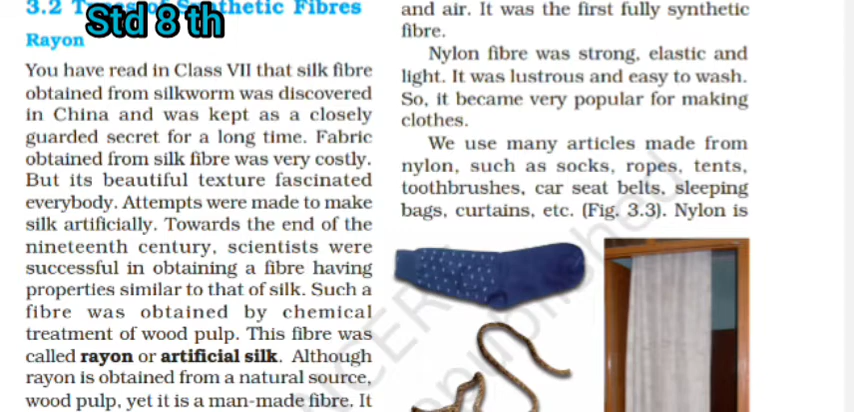 3.2 Types of Synthetic Fibres
Std 8 th
Rayon
You have read in Class VII that silk fibre
obtained from silkworm was discovered
in China and was kept as a closely
guarded secret for a long time. Fabric
obtained from silk fibre was very costly.
But its beautiful texture fascinated
everybody. Attempts were made to make
silk artificially. Towards the end of the
nineteenth century, scientists were
successful in obtaining a fibre having
properties similar to that of silk. Such a
fibre was obtained by chemical
treatment of wood pulp. This fibre was
called rayon or artificial silk. Although
rayon is obtained from a natural source,
wood pulp, yet it is a man-made fibre. It
and air. It was the first fully synthetic
fibre.
Nylon fibre was strong, elastic and
light. It was lustrous and easy to wash.
So, it became very popular for making
clothes.
We use many articles made from
nylon, such as socks, ropes, tents,
toothbrushes, car seat belts, sleeping
bags, curtains, etc. (Fig. 3.3). Nylon is